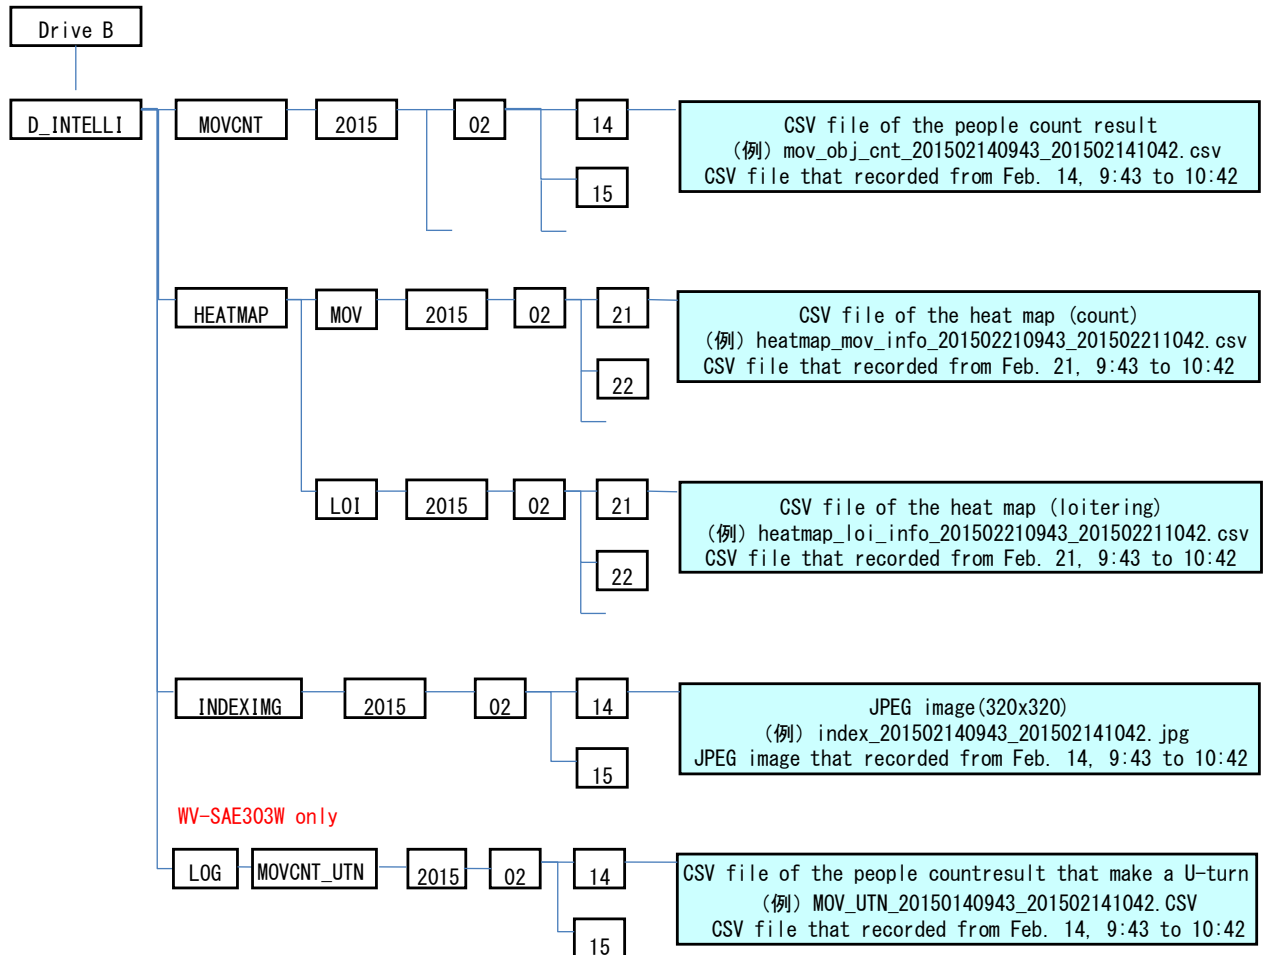 Drive B
D_INTELLI
MOVCNT
2015
02
14
CSV file of the people count result
（例）mov_obj_cnt_201502140943_201502141042.csv
CSV file that recorded from Feb. 14, 9:43 to 10:42
15
HEATMAP
MOV
2015
02
21
CSV file of the heat map (count)
（例）heatmap_mov_info_201502210943_201502211042.csv
CSV file that recorded from Feb. 21, 9:43 to 10:42
22
LOI
2015
02
21
CSV file of the heat map (loitering)
（例）heatmap_loi_info_201502210943_201502211042.csv
CSV file that recorded from Feb. 21, 9:43 to 10:42
22
INDEXIMG
2015
02
14
JPEG image(320x320)
（例）index_201502140943_201502141042.jpg
JPEG image that recorded from Feb. 14, 9:43 to 10:42
15
WV-SAE303W only
LOG
MOVCNT_UTN
2015
02
14
CSV file of the people countresult that make a U-turn
（例）MOV_UTN_20150140943_201502141042.CSV
CSV file that recorded from Feb. 14, 9:43 to 10:42
15